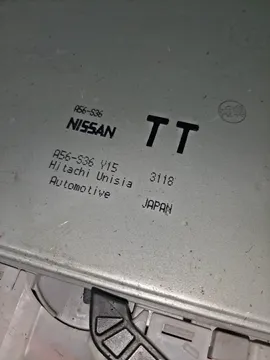 A56-S36
NISSAN TT
A56-S36 Y15 3118
Hitachi Unisia
Automotive JAPAN